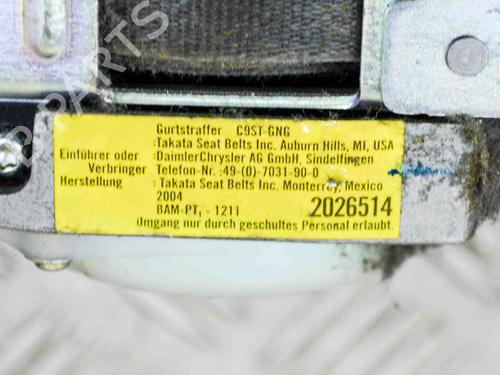 Gurtstraffer C9ST-GNG
:Takata Seat Belts Inc. Auburn Hills, MI, USA
Einführer oder :DaimlerChrysler AG GmbH, Sindelfingen
Verbringer Telefon-Nr. :49-(0)-7031-90-0
Herstellung : Takata Seat Belts Inc. Monterrey, Mexico
2004
BAM-PT₁ - 1211 2026514
Umgang nur durch geschultes Personal erlaubt.
B-PARTS